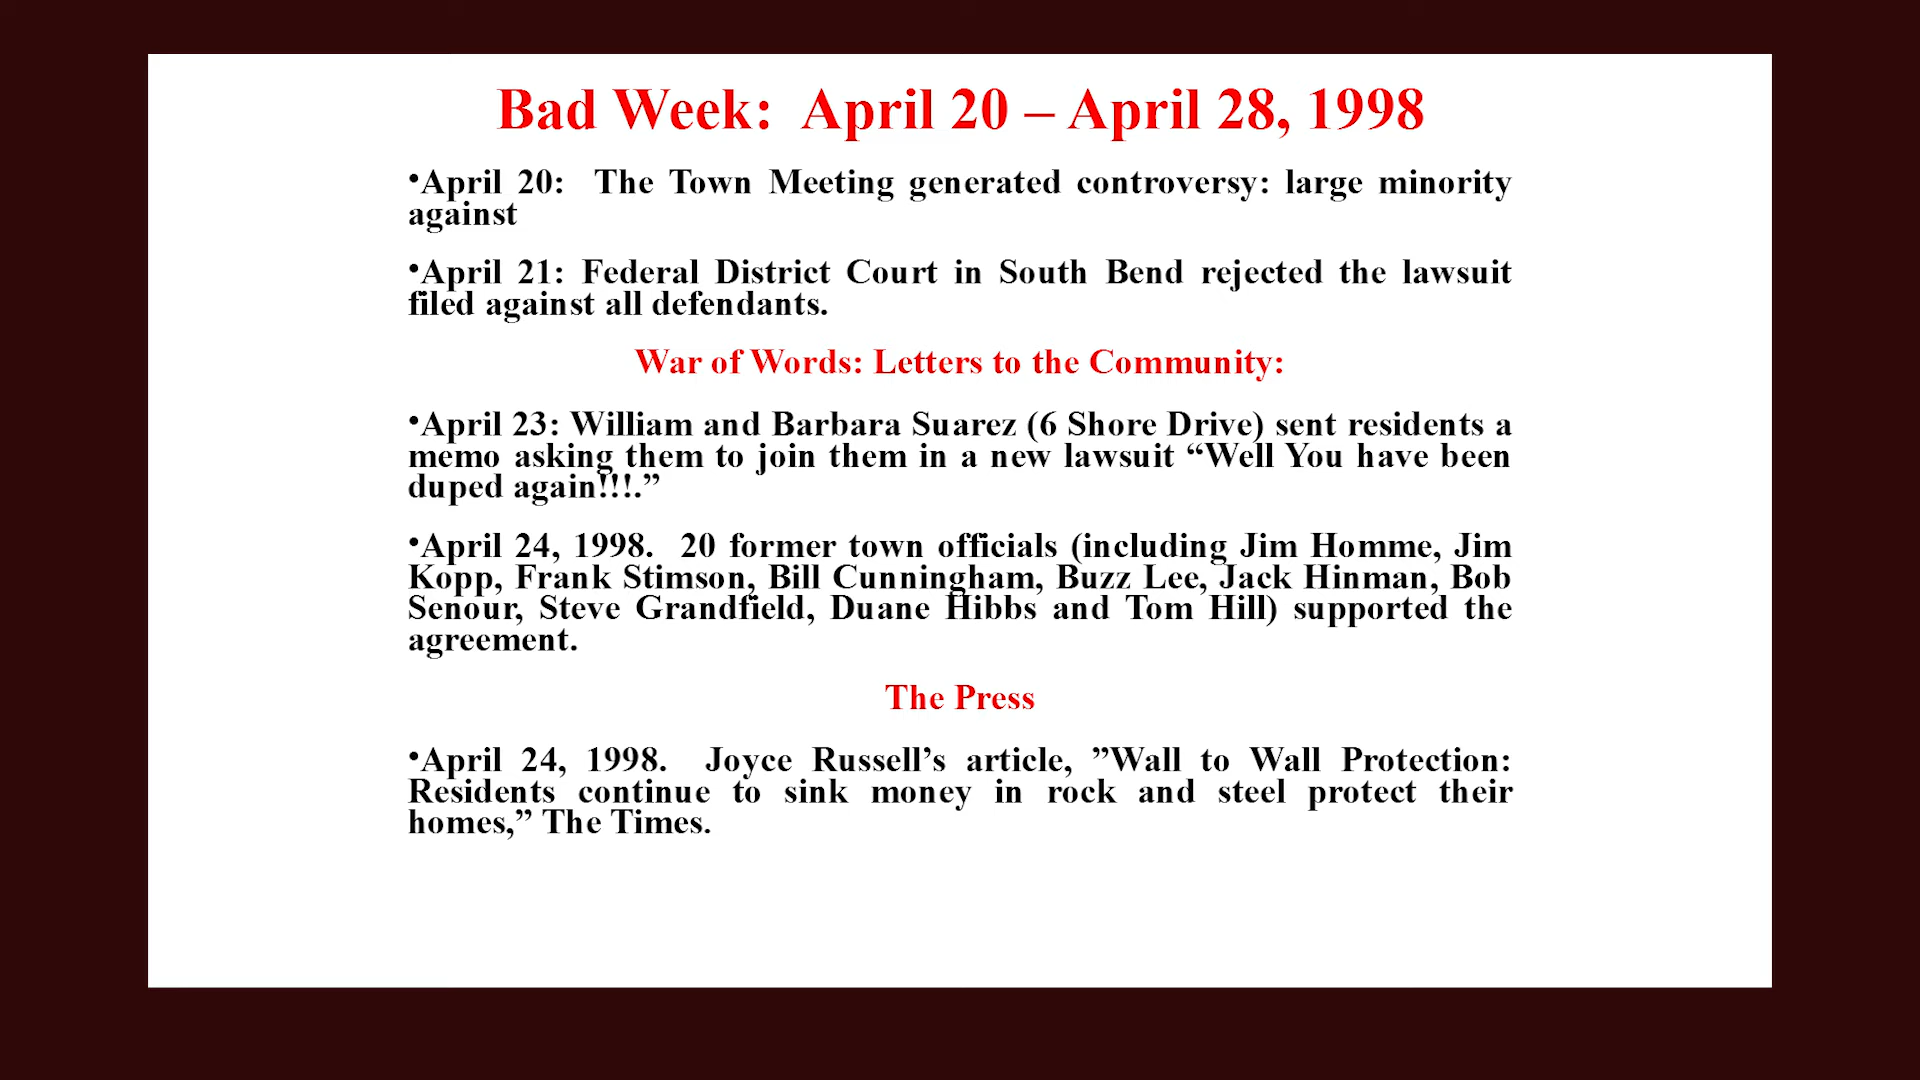 Bad Week:  April 20 – April 28, 1998
•April 20:  The Town Meeting generated controversy: large minority
against
•April 21: Federal District Court in South Bend rejected the lawsuit
filed against all defendants.
War of Words: Letters to the Community:
•April 23: William and Barbara Suarez (6 Shore Drive) sent residents a
memo asking them to join them in a new lawsuit “Well You have been
duped again!!!.”
•April 24, 1998.  20 former town officials (including Jim Homme, Jim
Kopp, Frank Stimson, Bill Cunningham, Buzz Lee, Jack Hinman, Bob
Senour, Steve Grandfield, Duane Hibbs and Tom Hill) supported the
agreement.
The Press
•April 24, 1998.  Joyce Russell’s article, ”Wall to Wall Protection:
Residents continue to sink money in rock and steel protect their
homes,” The Times.